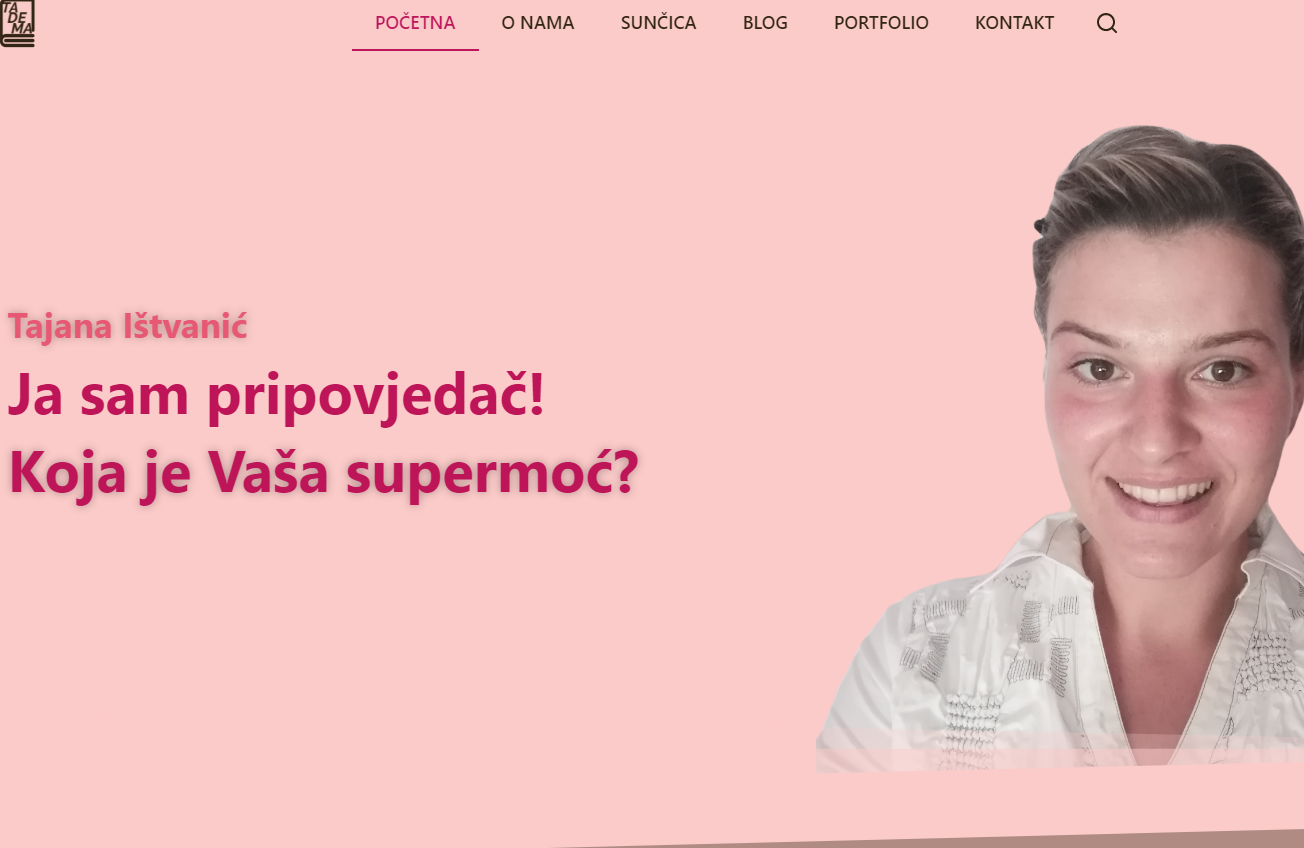 TA
DE
MA
POČETNA O NAMA SUNČICA BLOG PORTFOLIO KONTAKT
Tajana Ištvanić
Ja sam pripovjedač!
Koja je Vaša supermoć?